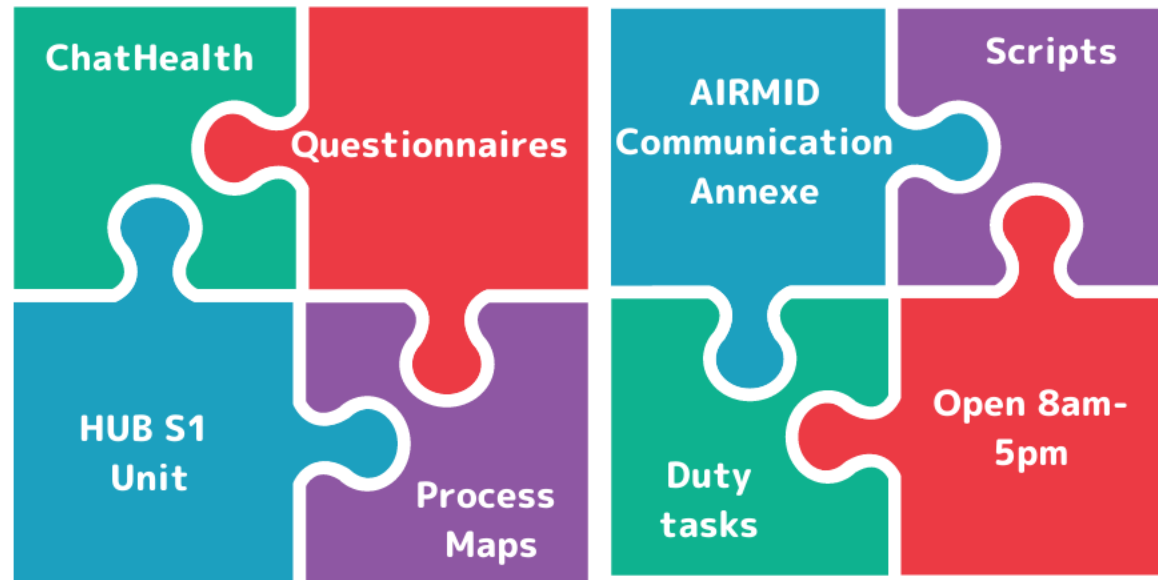 ChatHealth
Questionnaires
HUB S1
Unit
Process
Maps
AIRMID
Communication
Annexe
Scripts
Duty
tasks
Open 8am-
5pm